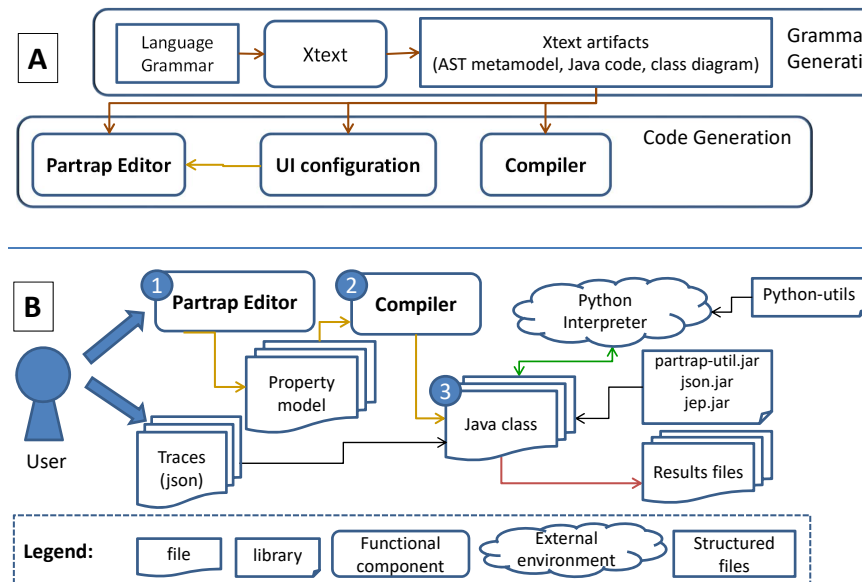 A
Language
Grammar
Xtext
Xtext artifacts
(AST metamodel, Java code, class diagram)
Gramma
Generati
Code Generation
Partrap Editor
UI configuration
Compiler
B
1
Partrap Editor
2
Compiler
Python
Interpreter
Python-utils
Property
model
3
Java class
partrap-util.jar
json.jar
jep.jar
User
Traces
(json)
Results files
Legend:
file
library
Functional
component
External
environment
Structured
files